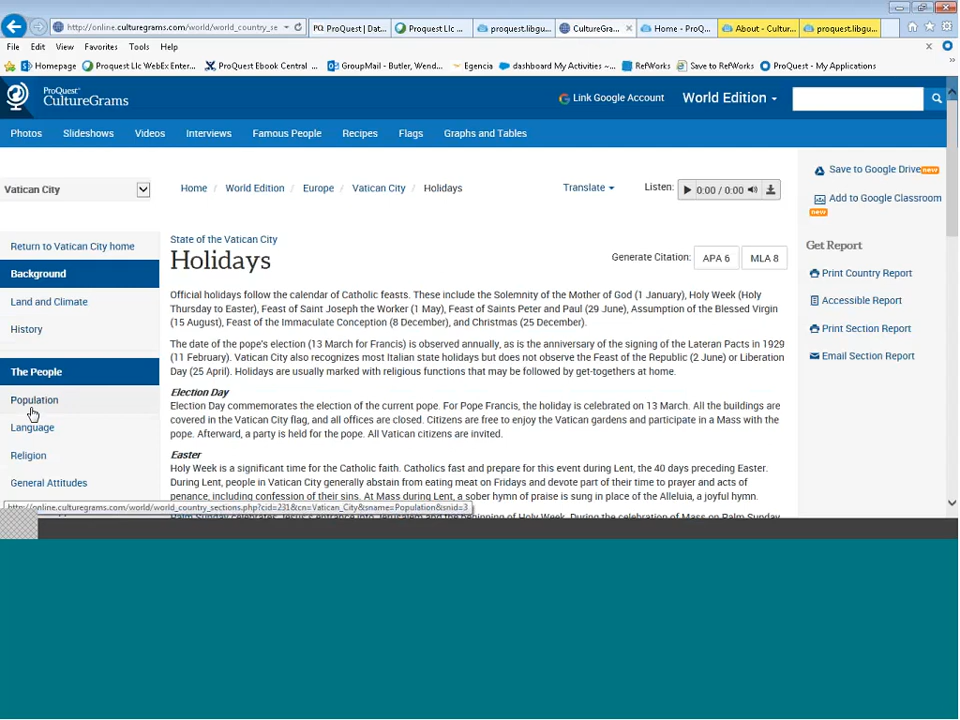 http://online.culturegrams.com/world/world_country_se
PQ ProQuest | Dat...
Proquest Llc ...
proquest.libgu...
CultureGra...
Home - ProQ...
About - Cultur...
proquest.libgu...
File Edit View Favorites Tools Help
Homepage
Proquest Llc WebEx Enter...
ProQuest Ebook Central ...
GroupMail - Butler, Wend...
Egencia
dashboard My Activities ~...
RefWorks
Save to RefWorks
ProQuest - My Applications
ProQuest®
CultureGrams
Link Google Account
World Edition
Photos Slideshows Videos Interviews Famous People Recipes Flags Graphs and Tables
Vatican City
Home / World Edition / Europe / Vatican City / Holidays
Translate
Listen:
0:00 / 0:00
Save to Google Drive new
Add to Google Classroom
new
Return to Vatican City home
Background
Land and Climate
History
The People
Population
Language
Religion
General Attitudes
State of the Vatican City
Holidays
Generate Citation: APA 6 MLA 8
Official holidays follow the calendar of Catholic feasts. These include the Solemnity of the Mother of God (1 January), Holy Week (Holy
Thursday to Easter), Feast of Saint Joseph the Worker (1 May), Feast of Saints Peter and Paul (29 June), Assumption of the Blessed Virgin
(15 August), Feast of the Immaculate Conception (8 December), and Christmas (25 December).
The date of the pope's election (13 March for Francis) is observed annually, as is the anniversary of the signing of the Lateran Pacts in 1929
(11 February). Vatican City also recognizes most Italian state holidays but does not observe the Feast of the Republic (2 June) or Liberation
Day (25 April). Holidays are usually marked with religious functions that may be followed by get-togethers at home.
Election Day
Election Day commemorates the election of the current pope. For Pope Francis, the holiday is celebrated on 13 March. All the buildings are
covered in the Vatican City flag, and all offices are closed. Citizens are free to enjoy the Vatican gardens and participate in a Mass with the
pope. Afterward, a party is held for the pope. All Vatican citizens are invited.
Easter
Holy Week is a significant time for the Catholic faith. Catholics fast and prepare for this event during Lent, the 40 days preceding Easter.
During Lent, people in Vatican City generally abstain from eating meat on Fridays and devote part of their time to prayer and acts of
penance, including confession of their sins. At Mass during Lent, a sober hymn of praise is sung in place of the Alleluia, a joyful hymn.
Palm Sunday celebrates Jesus's entrance into Jerusalem and the beginning of Holy Week. During the celebration of Mass on Palm Sunday,
Get Report
Print Country Report
Accessible Report
Print Section Report
Email Section Report
http://online.culturegrams.com/world/world_country_sections.php?cid=231&cn=Vatican_City&sname=Population&snid=3